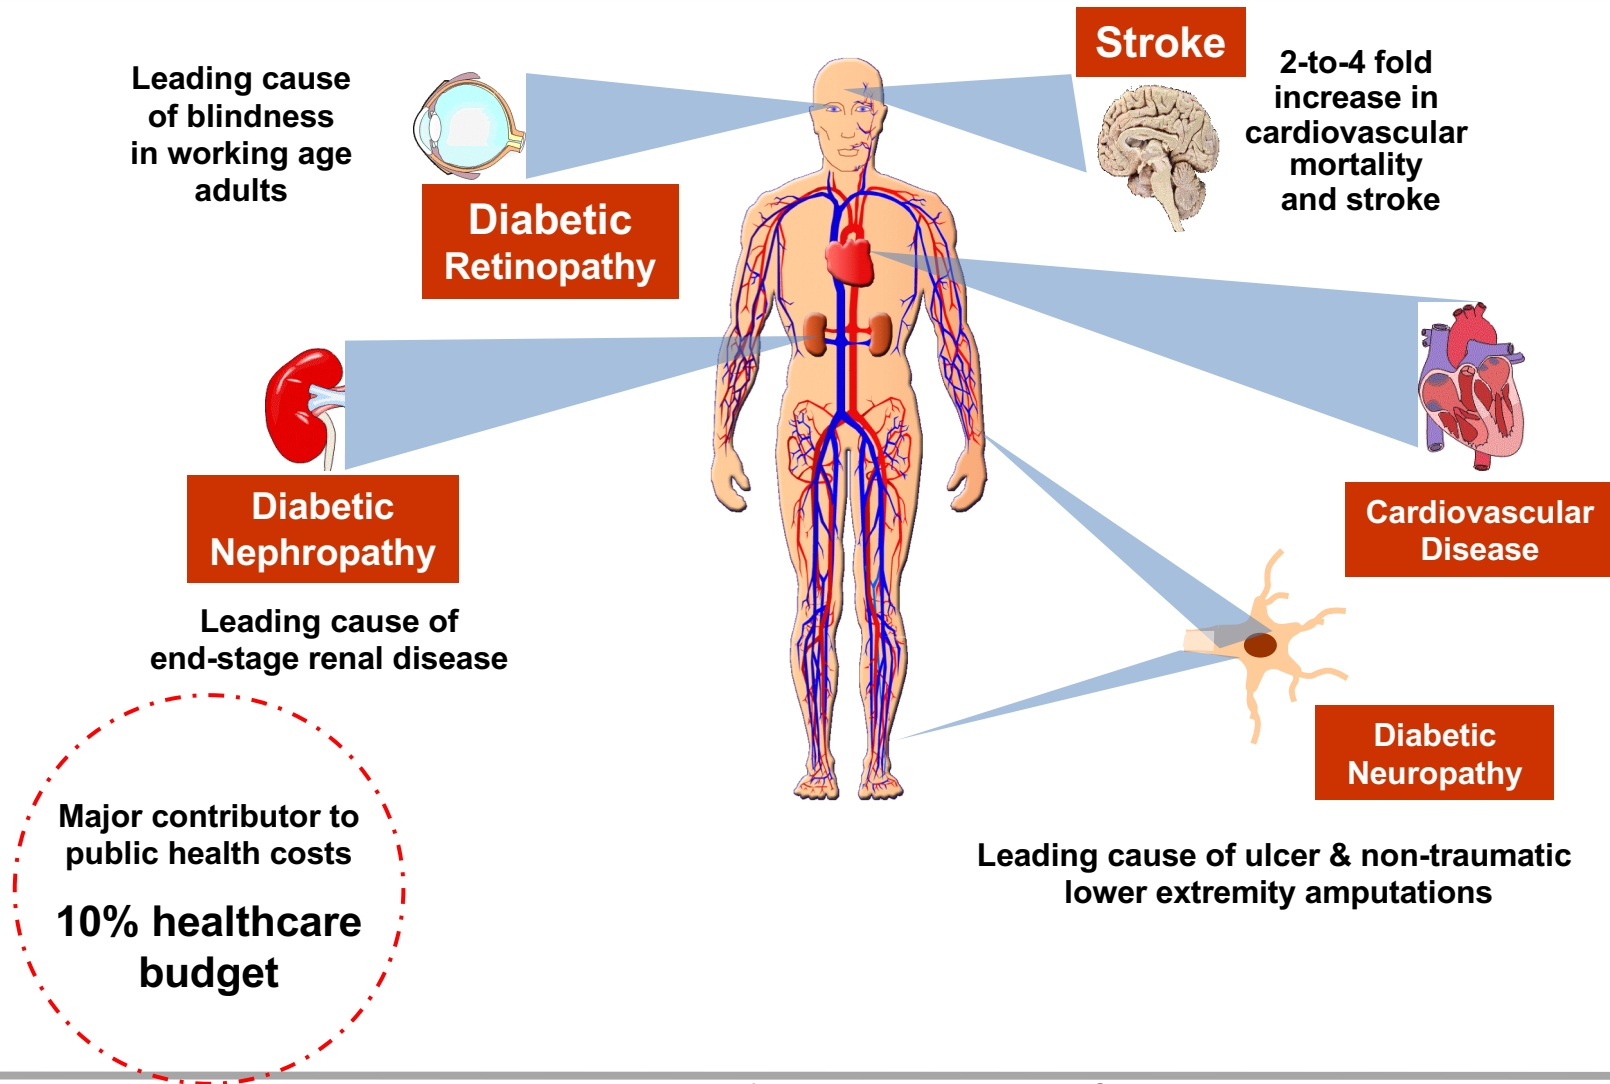 Stroke
2-to-4 fold
increase in
cardiovascular
mortality
and stroke
Leading cause
of blindness
in working age
adults
Diabetic
Retinopathy
Diabetic
Nephropathy
Leading cause of
end-stage renal disease
Cardiovascular
Disease
Diabetic
Neuropathy
Leading cause of ulcer & non-traumatic
lower extremity amputations
Major contributor to
public health costs
10% healthcare
budget